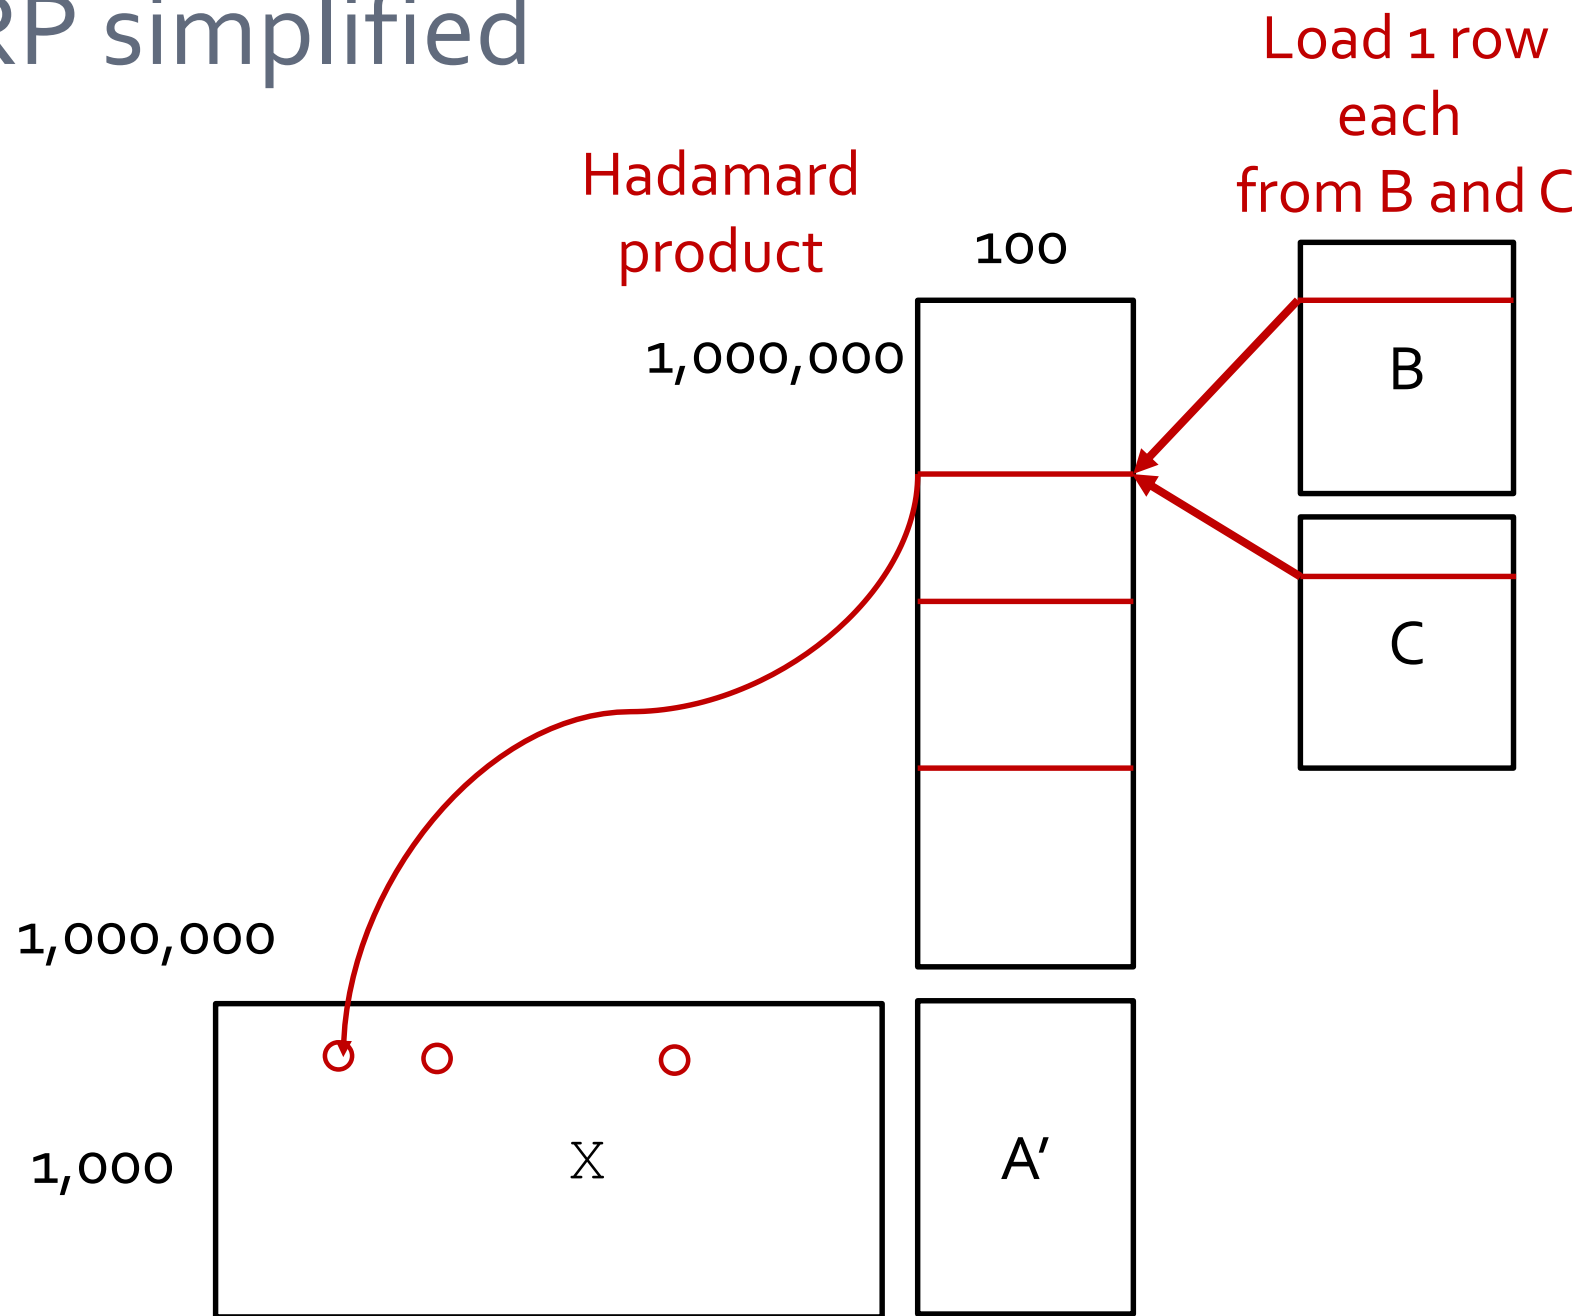 RP simplified
Load 1 row
each
from B and C
Hadamard
product
100
1,000,000
B
C
1,000,000
1,000
X
A′